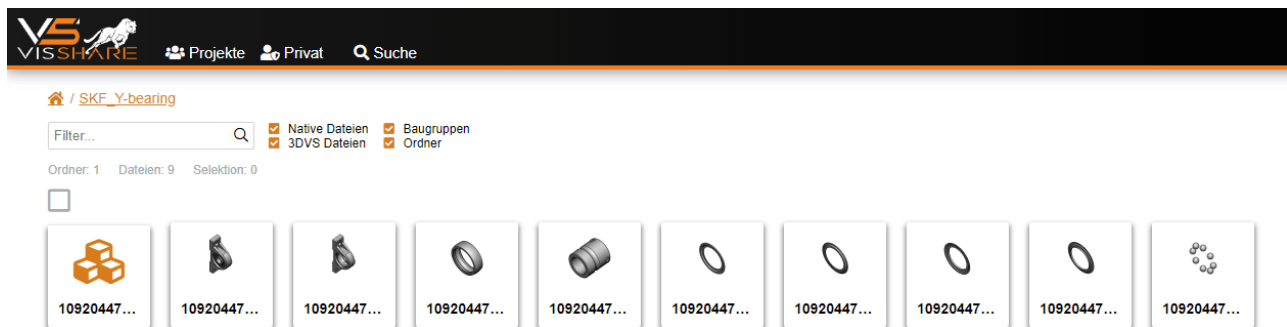 VS
VISSHARE
Projekte Privat Suche
/ SKF_Y-bearing
Filter...
Native Dateien Baugruppen
3DVS Dateien Ordner
Ordner: 1 Dateien: 9 Selektion: 0
10920447... 10920447... 10920447... 10920447... 10920447... 10920447... 10920447... 10920447... 10920447... 10920447...